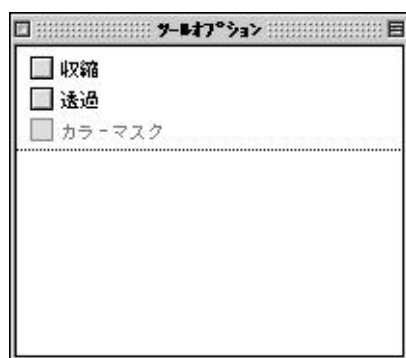 ツールオプション
収縮
透過
カラーマスク